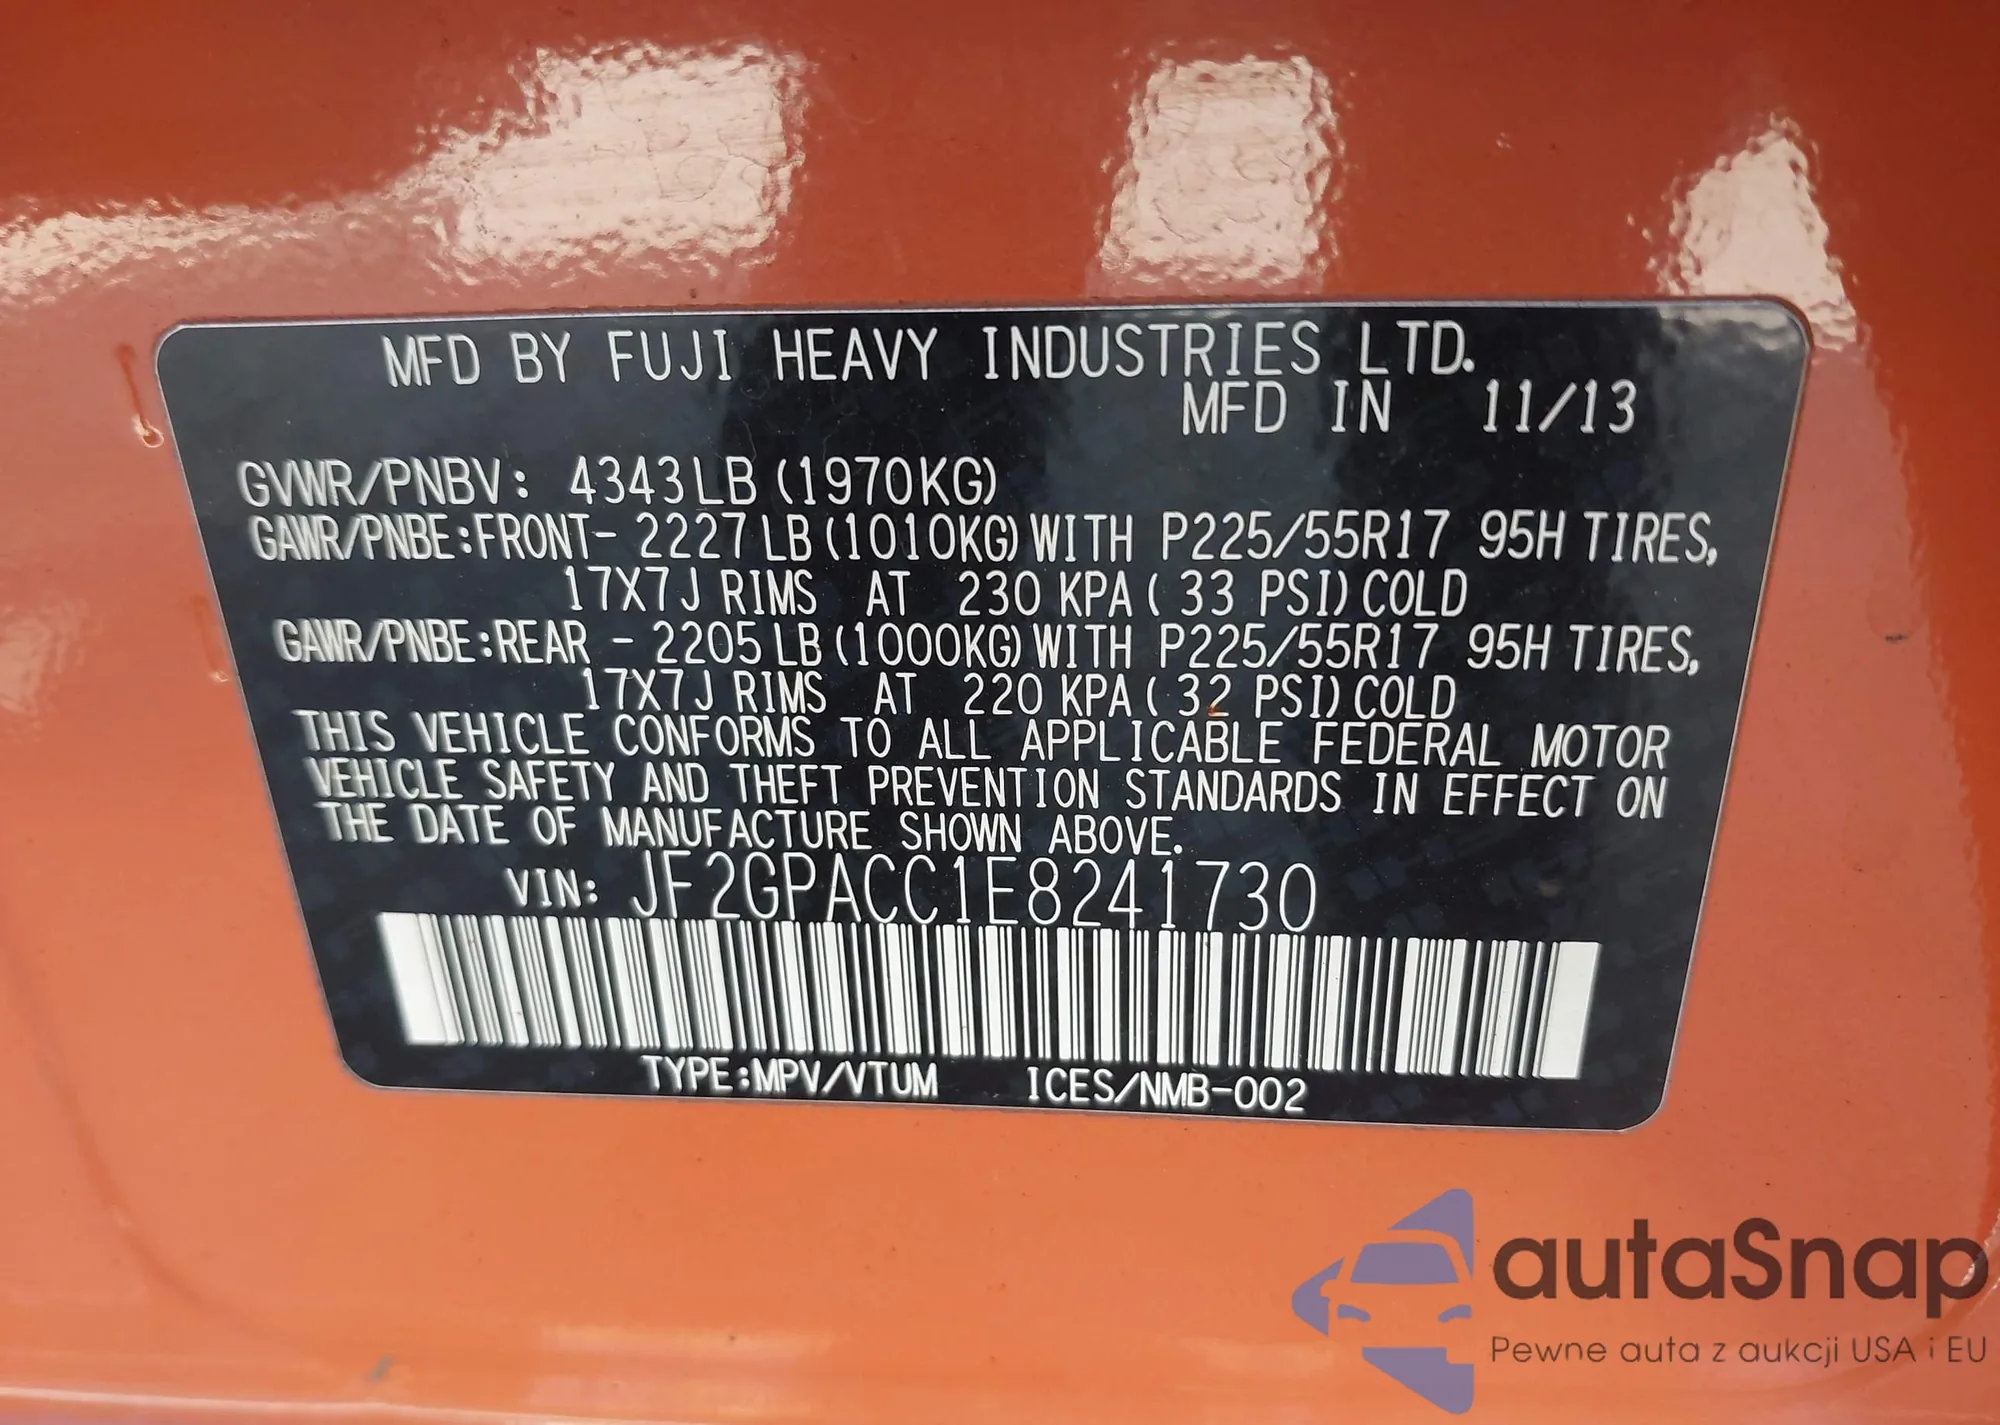 MFD BY FUJI HEAVY INDUSTRIES LTD.
MFD IN 11/13
GVWR/PNBV: 4343LB (1970KG)
GAWR/PNBE:FRONT- 2227LB(1010KG)WITH P225/55R17 95H TIRES,
17X7J RIMS AT 230 KPA( 33 PSI)COLD
GAWR/PNBE:REAR - 2205LB(1000KG)WITH P225/55R17 95H TIRES,
17X7J RIMS AT 220 KPA( 32 PSI)COLD
THIS VEHICLE CONFORMS TO ALL APPLICABLE FEDERAL MOTOR
VEHICLE SAFETY AND THEFT PREVENTION STANDARDS IN EFFECT ON
THE DATE OF MANUFACTURE SHOWN ABOVE.
VIN: JF2GPACC1E8241730
TYPE:MPV/VTUM ICES/NMB-002
autaSnap
Pewne auta z aukcji USA i EU